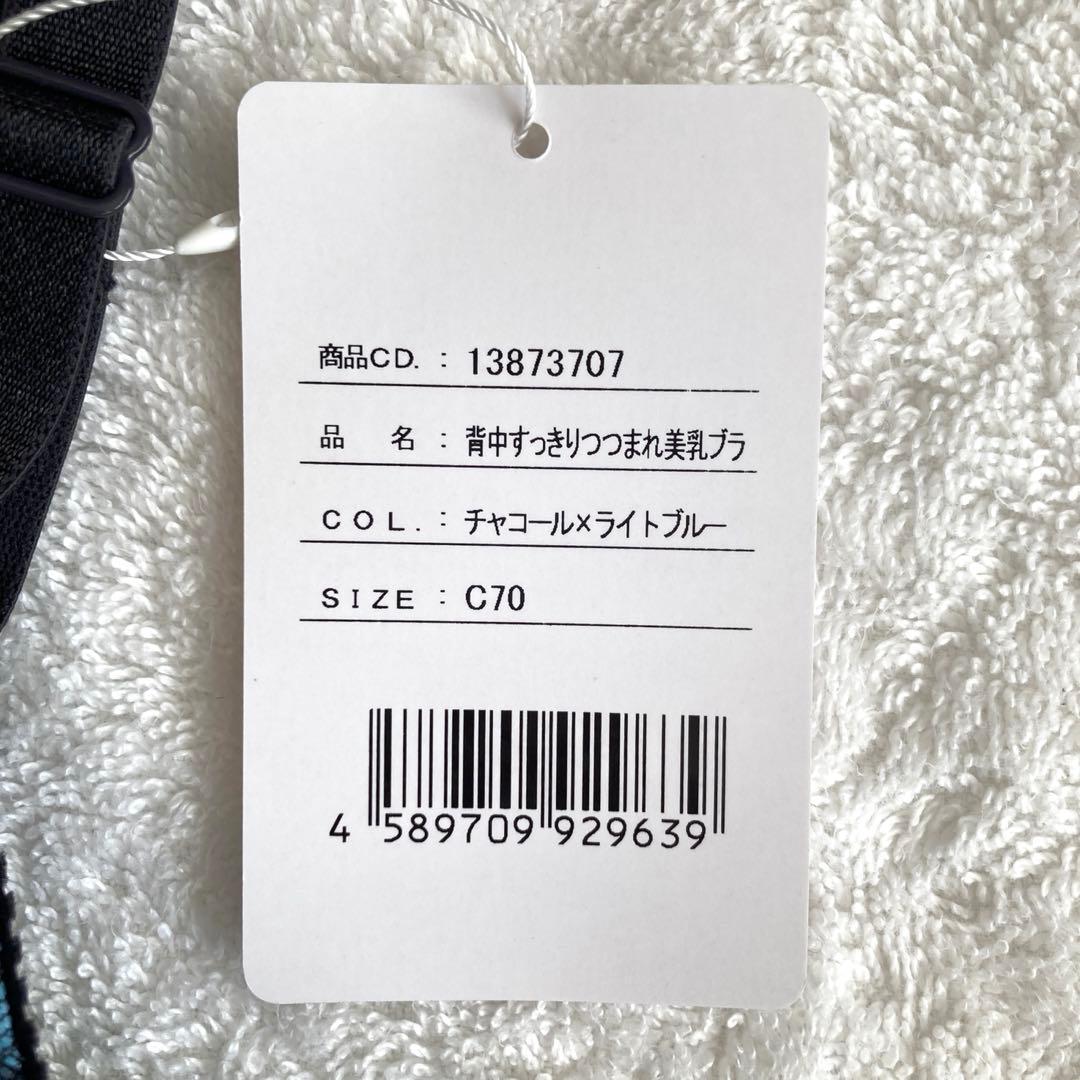 商品CD. : 13873707
品 名 : 背中すっきりつつまれ美乳ブラ
COL. : チャコール×ライトブルー
SIZE : C70
4 589709 929639